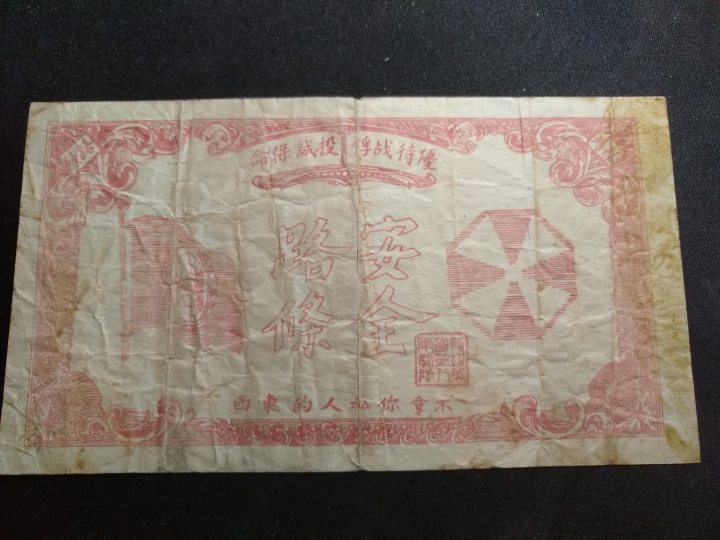 優待战俘 投誠保命
安全
路條
不拿你私人的東西